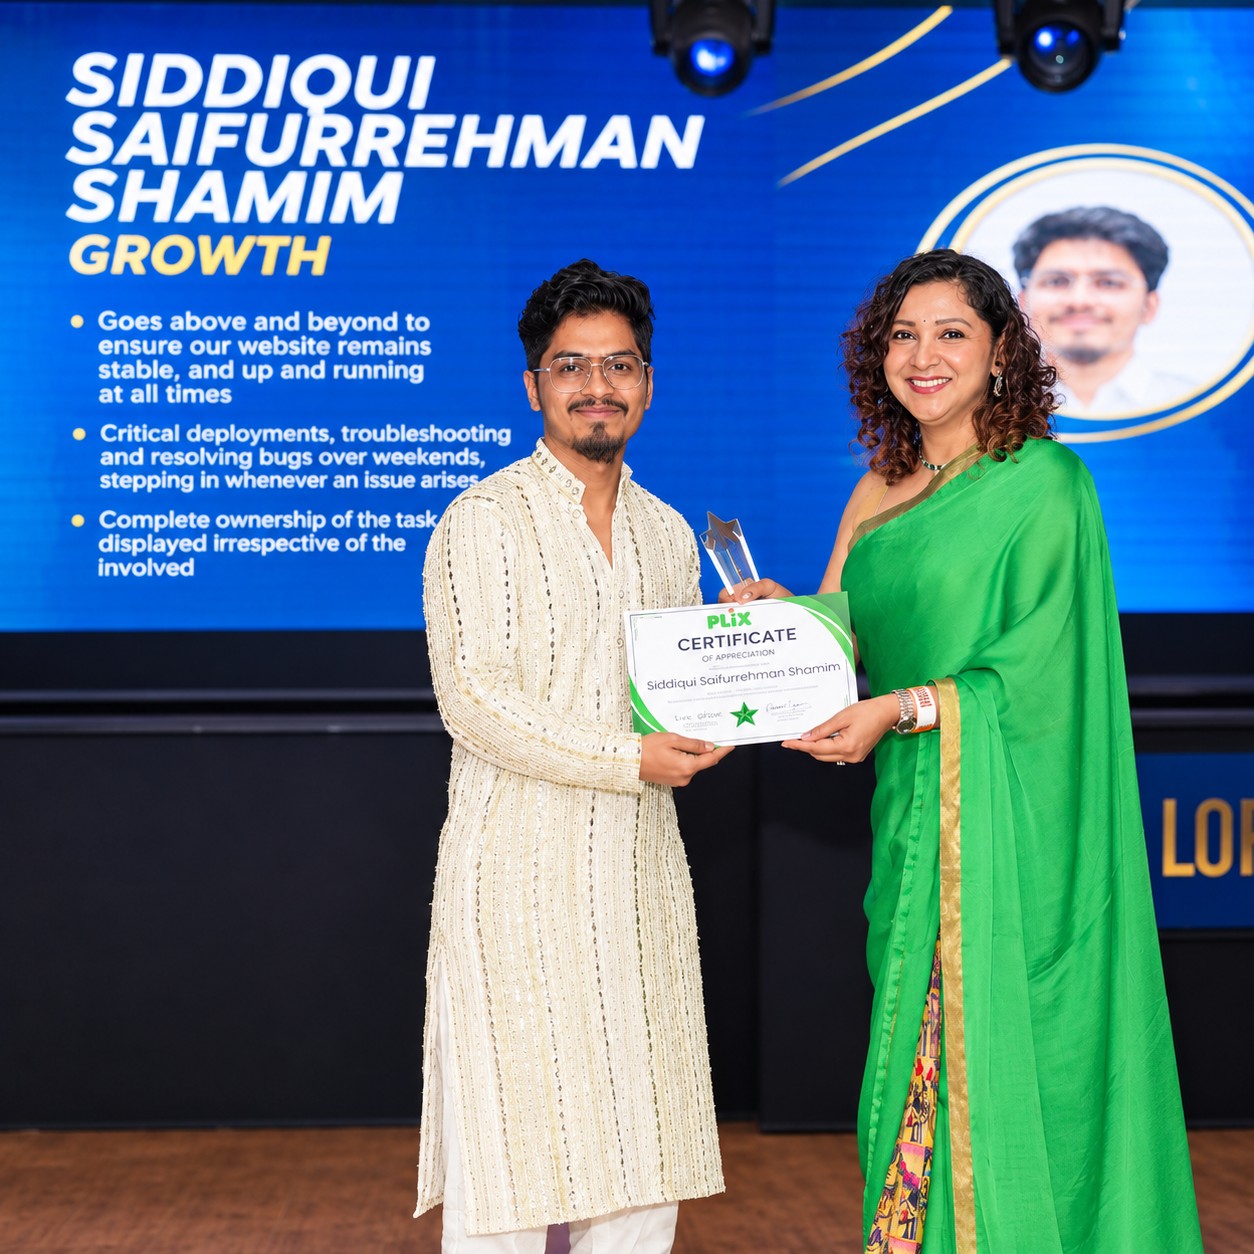 SIDDIQUI
SAIFURREHMAN
SHAMIM
GROWTH
Goes above and beyond to
ensure our website remains
stable, and up and running
at all times
Critical deployments, troubleshooting
and resolving bugs over weekends,
stepping in whenever an issue arises
Complete ownership of the task
displayed irrespective of the
involved
PLiX
CERTIFICATE
OF APPRECIATION
Siddiqui Saifurrehman Shamim
LOR